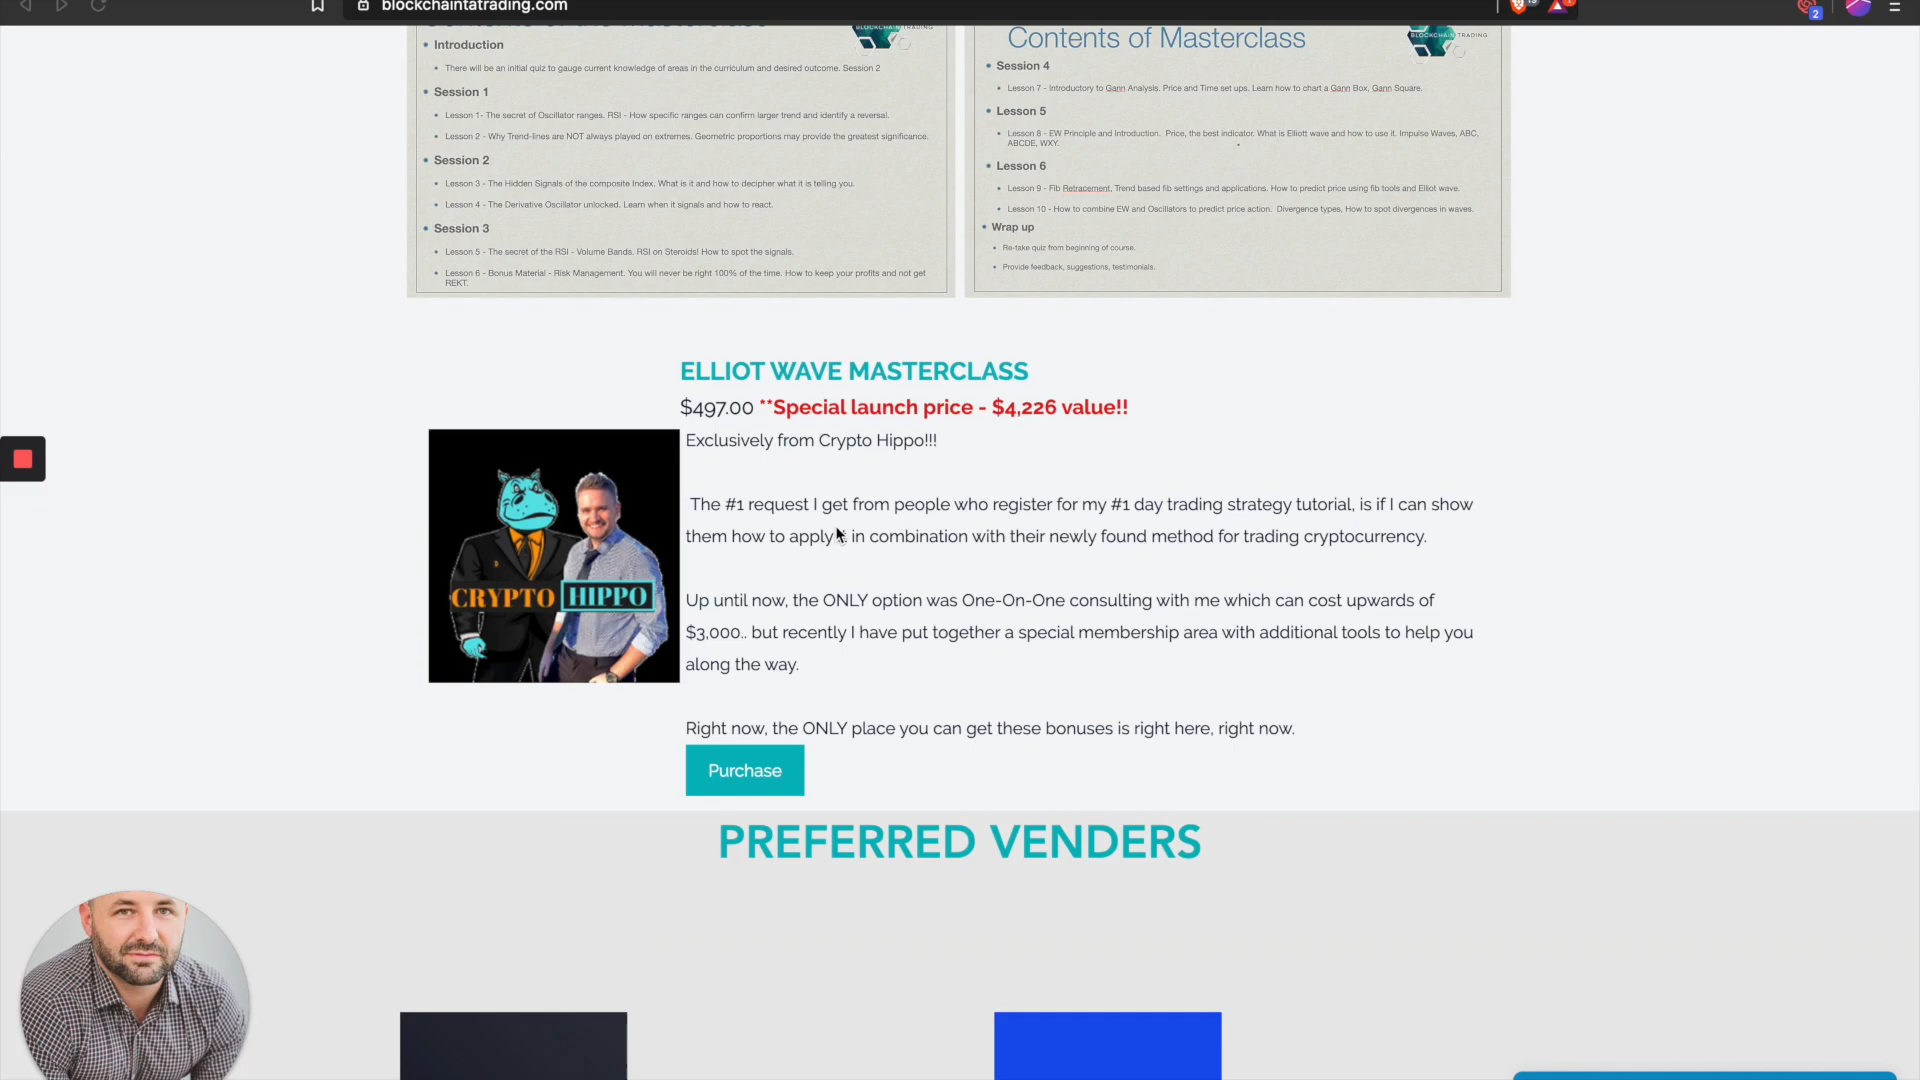 blockchaintatrading.com
2
Introduction
There will be an initial quiz to gauge current knowledge of areas in the curriculum and desired outcome. Session 2
Session 1
Lesson 1- The secret of Oscillator ranges. RSI - How specific ranges can confirm larger trend and identify a reversal.
Lesson 2 - Why Trend-lines are NOT always played on extremes. Geometric proportions may provide the greatest significance.
Session 2
Lesson 3 - The Hidden Signals of the composite Index. What is it and how to decipher what it is telling you.
Lesson 4 - The Derivative Oscillator unlocked. Learn when it signals and how to react.
Session 3
Lesson 5 - The secret of the RSI - Volume Bands. RSI on Steroids! How to spot the signals.
Lesson 6 - Bonus Material - Risk Management. You will never be right 100% of the time. How to keep your profits and not get
REKT.
BLOCKCHAIN TRADING
Contents of Masterclass
Session 4
Lesson 7 - Introductory to Gann Analysis. Price and Time set ups. Learn how to chart a Gann Box, Gann Square.
Lesson 5
Lesson 8 - EW Principle and Introduction. Price, the best indicator. What is Elliott wave and how to use it. Impulse Waves, ABC,
ABCDE, WXY.
Lesson 6
Lesson 9 - Fib Retracement, Trend based fib settings and applications. How to predict price using fib tools and Elliot wave.
Lesson 10 - How to combine EW and Oscillators to predict price action. Divergence types, How to spot divergences in waves.
Wrap up
Re-take quiz from beginning of course.
Provide feedback, suggestions, testimonials.
ELLIOT WAVE MASTERCLASS
$497.00 **Special launch price - $4,226 value!!
Exclusively from Crypto Hippo!!!
The #1 request I get from people who register for my #1 day trading strategy tutorial, is if I can show
them how to apply in combination with their newly found method for trading cryptocurrency.
Up until now, the ONLY option was One-On-One consulting with me which can cost upwards of
$3,000.. but recently I have put together a special membership area with additional tools to help you
along the way.
Right now, the ONLY place you can get these bonuses is right here, right now.
CRYPTO HIPPO
Purchase
PREFERRED VENDERS